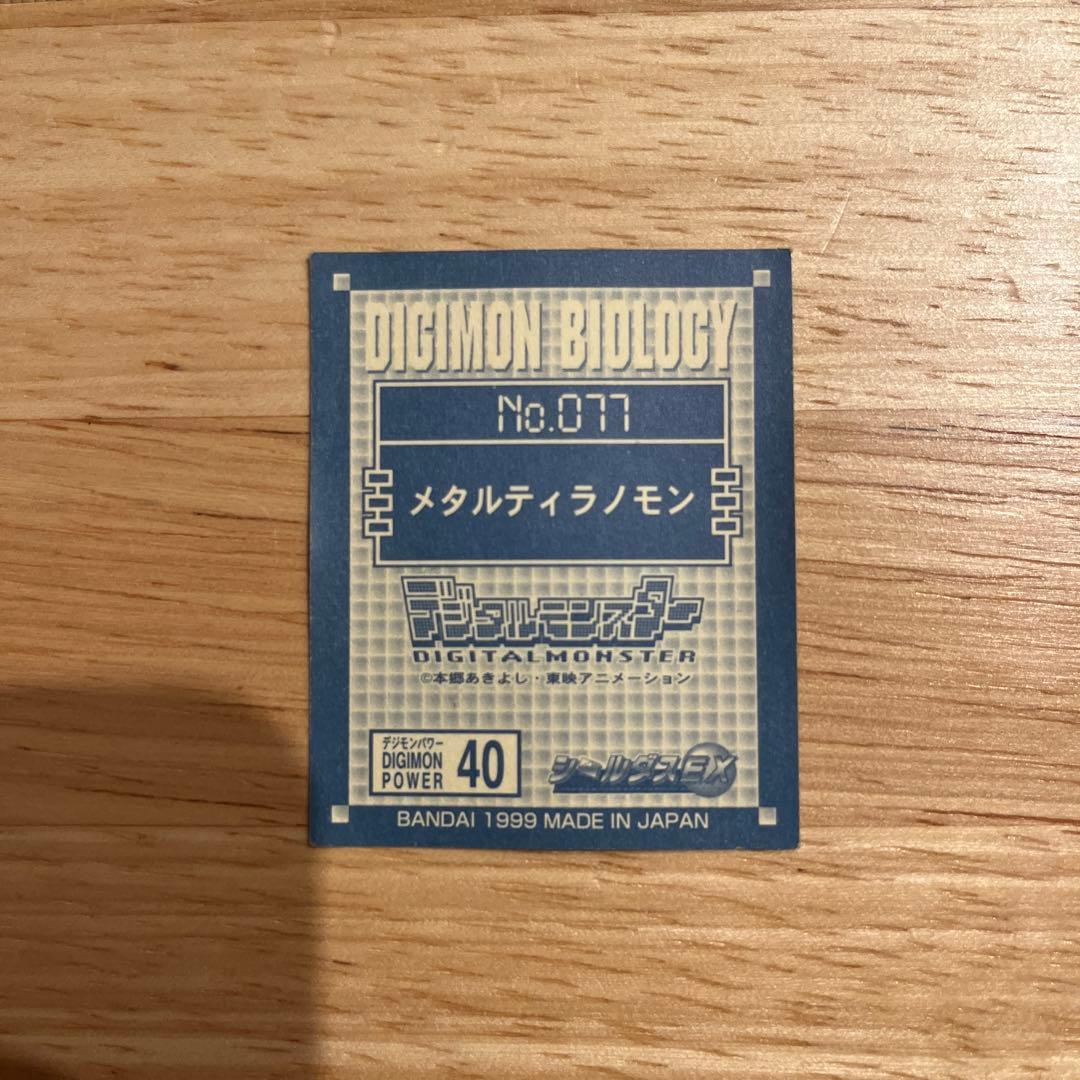 DIGIMON BIOLOGY
No.077
メタルティラノモン
デジタルモンスター
DIGITALMONSTER
©本郷あきよし・東映アニメーション
デジモンパワー
DIGIMON
POWER
40
シールダスEX
BANDAI 1999 MADE IN JAPAN